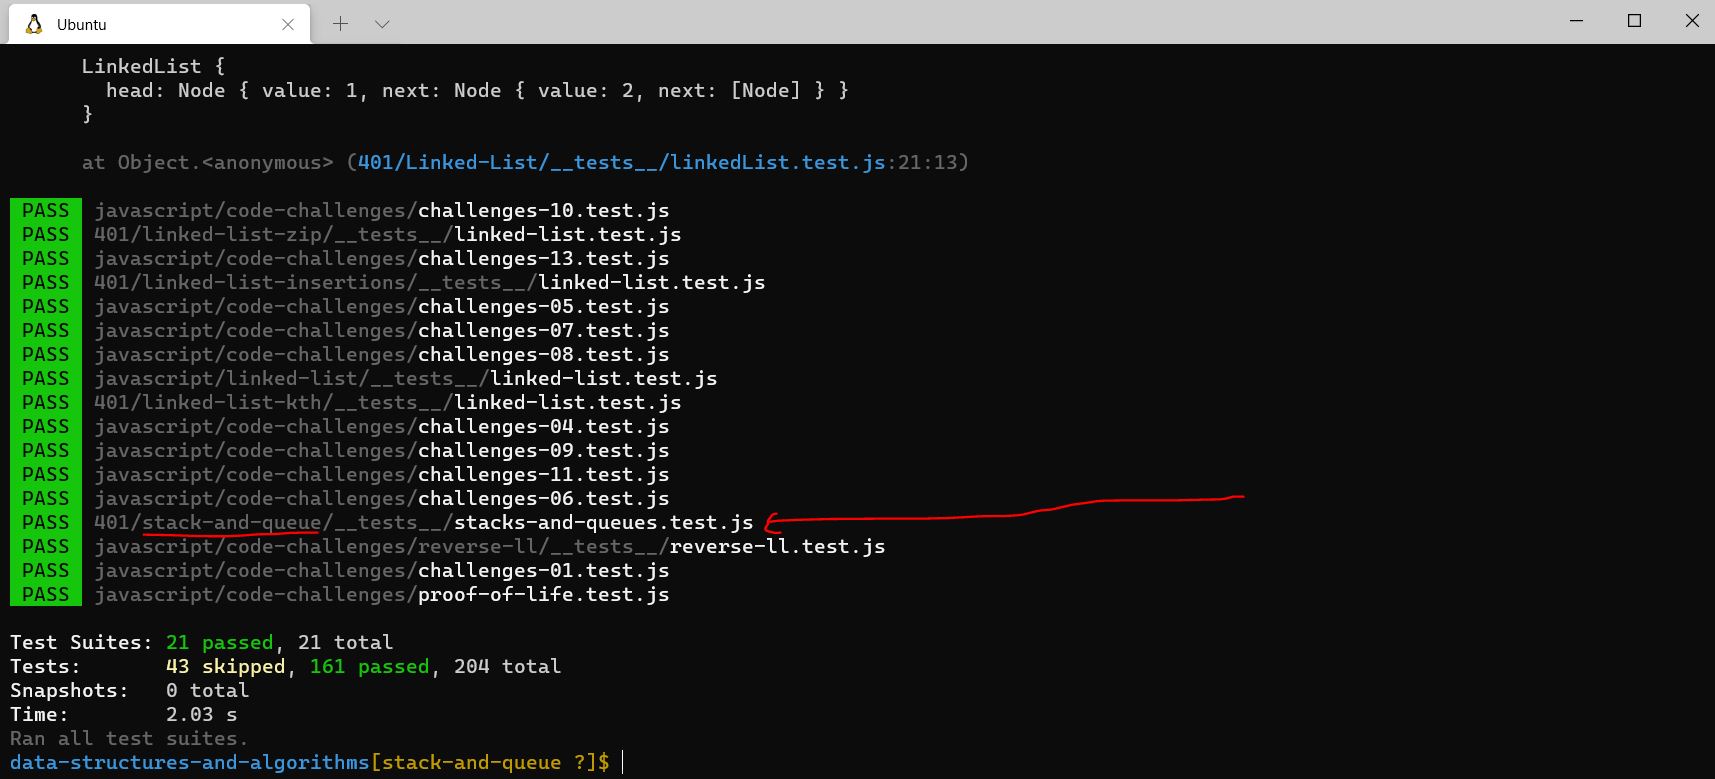 Ubuntu
LinkedList {
head: Node { value: 1, next: Node { value: 2, next: [Node] } }
}
at Object.<anonymous> (401/Linked-List/__tests__/linkedList.test.js:21:13)
PASS javascript/code-challenges/challenges-10.test.js
PASS 401/linked-list-zip/__tests__/linked-list.test.js
PASS javascript/code-challenges/challenges-13.test.js
PASS 401/linked-list-insertions/__tests__/linked-list.test.js
PASS javascript/code-challenges/challenges-05.test.js
PASS javascript/code-challenges/challenges-07.test.js
PASS javascript/code-challenges/challenges-08.test.js
PASS javascript/linked-list/__tests__/linked-list.test.js
PASS 401/linked-list-kth/__tests__/linked-list.test.js
PASS javascript/code-challenges/challenges-04.test.js
PASS javascript/code-challenges/challenges-09.test.js
PASS javascript/code-challenges/challenges-11.test.js
PASS javascript/code-challenges/challenges-06.test.js
PASS 401/stack-and-queue/__tests__/stacks-and-queues.test.js
PASS javascript/code-challenges/reverse-ll/__tests__/reverse-ll.test.js
PASS javascript/code-challenges/challenges-01.test.js
PASS javascript/code-challenges/proof-of-life.test.js
Test Suites: 21 passed, 21 total
Tests: 43 skipped, 161 passed, 204 total
Snapshots: 0 total
Time: 2.03 s
Ran all test suites.
data-structures-and-algorithms[stack-and-queue ?]$